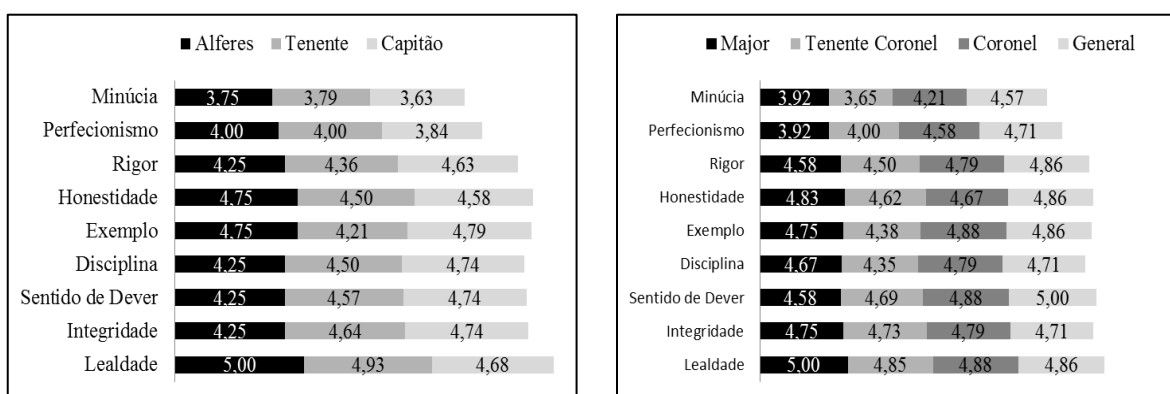 Alferes Tenente Capitão
Minúcia 3,75 3,79 3,63
Perfecionismo 4,00 4,00 3,84
Rigor 4,25 4,36 4,63
Honestidade 4,75 4,50 4,58
Exemplo 4,75 4,21 4,79
Disciplina 4,25 4,50 4,74
Sentido de Dever 4,25 4,57 4,74
Integridade 4,25 4,64 4,74
Lealdade 5,00 4,93 4,68
Major Tenente Coronel Coronel General
Minúcia 3,92 3,65 4,21 4,57
Perfecionismo 3,92 4,00 4,58 4,71
Rigor 4,58 4,50 4,79 4,86
Honestidade 4,83 4,62 4,67 4,86
Exemplo 4,75 4,38 4,88 4,86
Disciplina 4,67 4,35 4,79 4,71
Sentido de Dever 4,58 4,69 4,88 5,00
Integridade 4,75 4,73 4,79 4,71
Lealdade 5,00 4,85 4,88 4,86